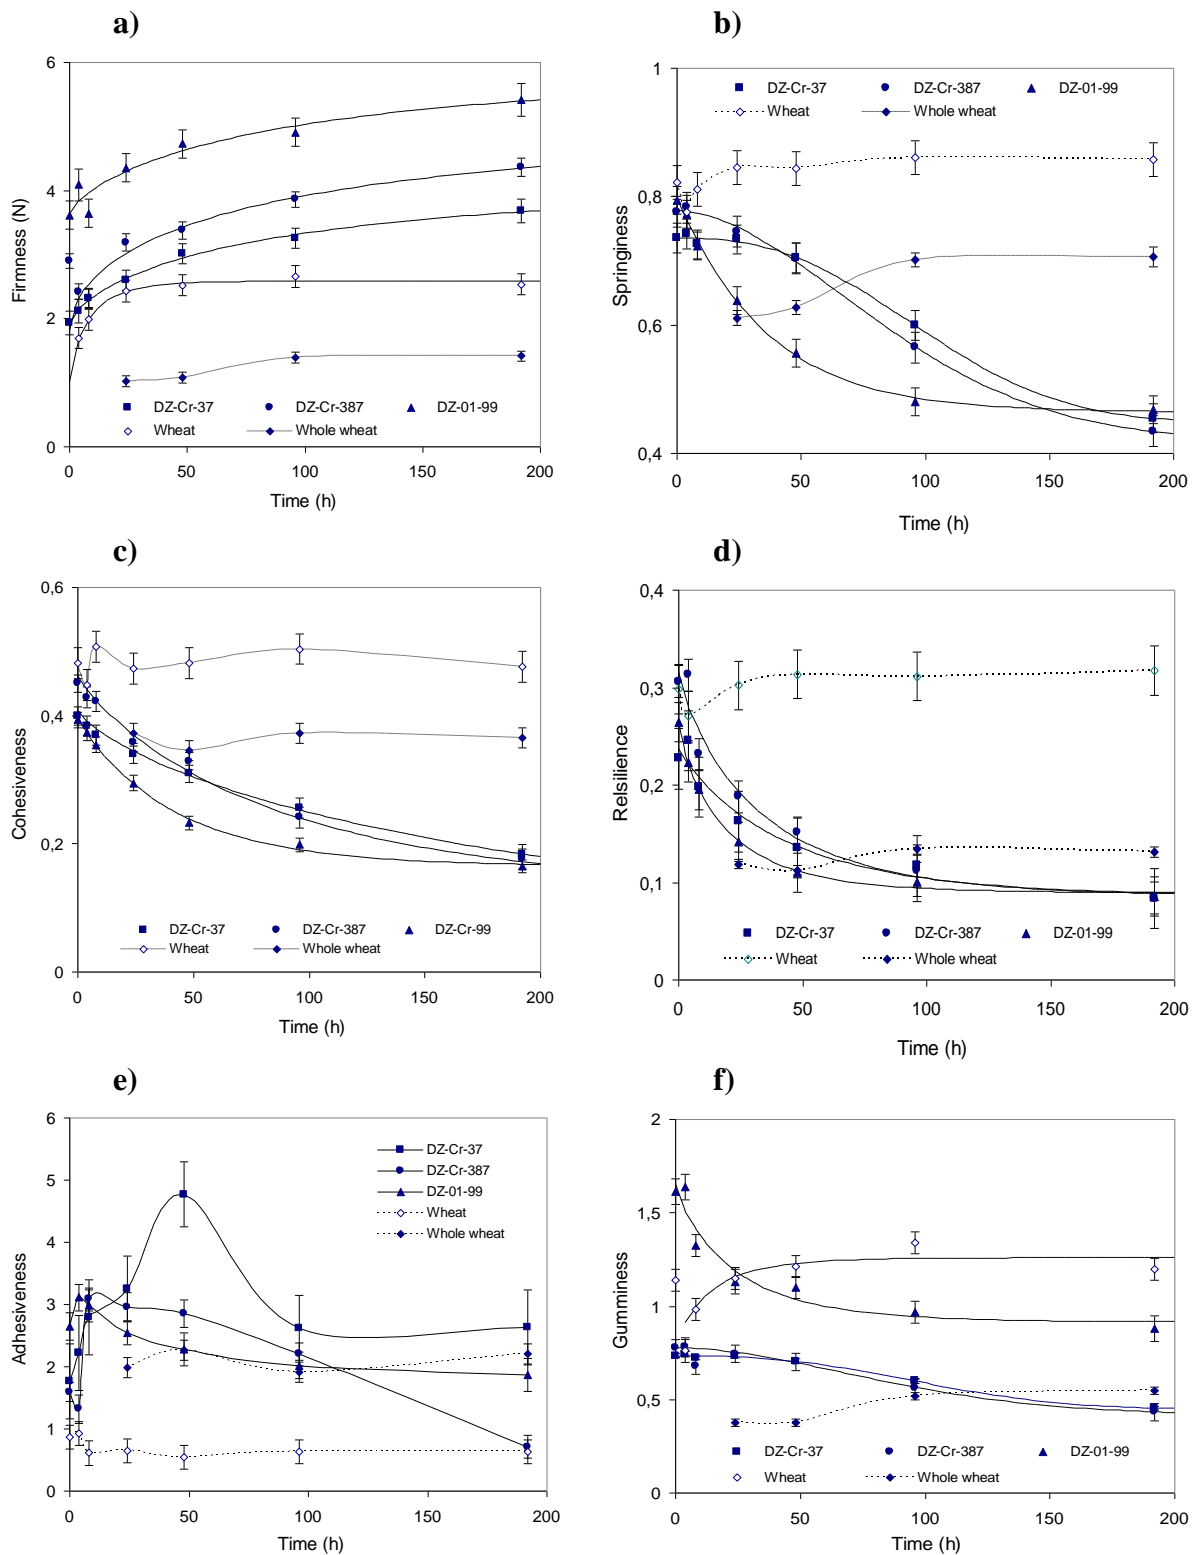 a)
6
4
2
0
Firmness (N)
DZ-Cr-37 DZ-Cr-387 DZ-01-99
Wheat Whole wheat
0 50 100 150 200
Time (h)
b)
1
0,8
0,6
0,4
Springiness
DZ-Cr-37 DZ-Cr-387 DZ-01-99
Wheat Whole wheat
0 50 100 150 200
Time (h)
c)
0,6
0,4
0,2
0
Cohesiveness
DZ-Cr-37 DZ-Cr-387 DZ-Cr-99
Wheat Whole wheat
0 50 100 150 200
Time (h)
d)
0,4
0,3
0,2
0,1
0
Relsilience
DZ-Cr-37 DZ-Cr-387 DZ-01-99
Wheat Whole wheat
0 50 100 150 200
Time (h)
e)
6
5
4
3
2
1
0
Adhesiveness
DZ-Cr-37
DZ-Cr-387
DZ-01-99
Wheat
Whole wheat
0 50 100 150 200
Time (h)
f)
2
1,5
1
0,5
0
Gumminess
DZ-Cr-37 DZ-Cr-387 DZ-01-99
Wheat Whole wheat
0 50 100 150 200
Time (h)